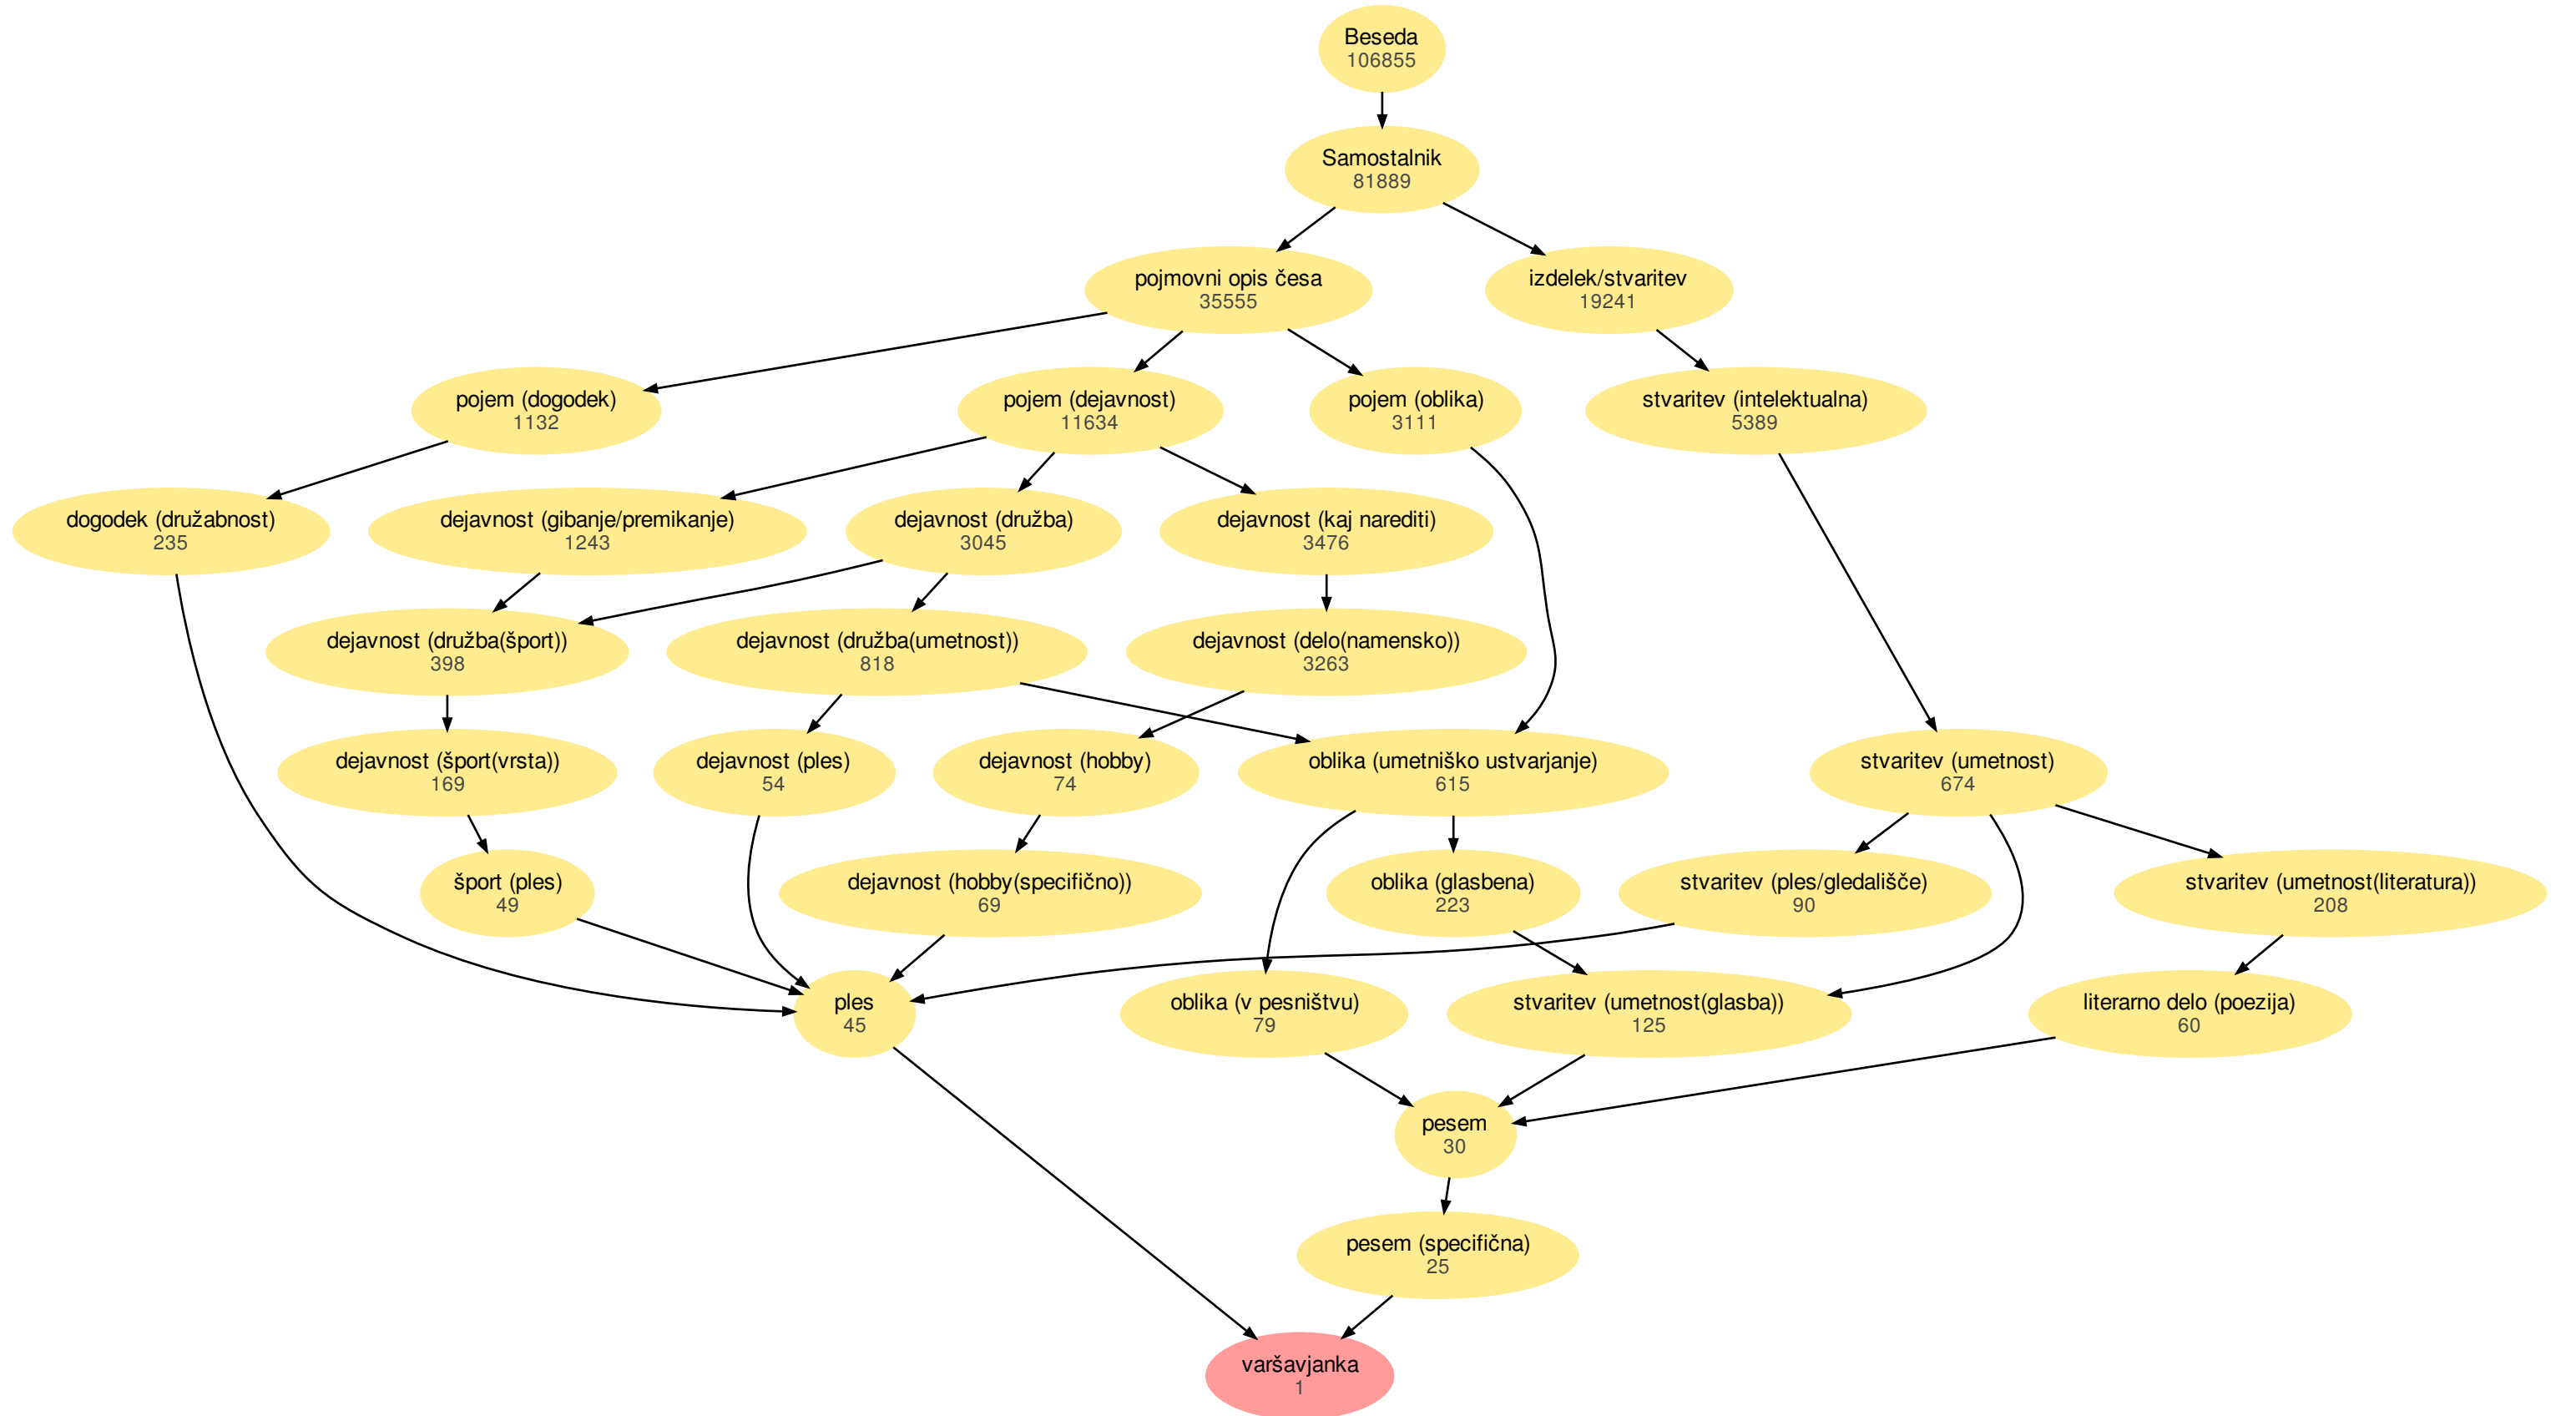 Beseda
106855
Samostalnik
81889
pojmovni opis česa
35555
izdelek/stvaritev
19241
pojem (dogodek)
1132
pojem (dejavnost)
11634
pojem (oblika)
3111
stvaritev (intelektualna)
5389
dogodek (družabnost)
235
dejavnost (gibanje/premikanje)
1243
dejavnost (družba)
3045
dejavnost (kaj narediti)
3476
dejavnost (družba(šport))
398
dejavnost (družba(umetnost))
818
dejavnost (delo(namensko))
3263
dejavnost (šport(vrsta))
169
dejavnost (ples)
54
dejavnost (hobby)
74
oblika (umetniško ustvarjanje)
615
stvaritev (umetnost)
674
šport (ples)
49
dejavnost (hobby(specifično))
69
oblika (glasbena)
223
stvaritev (ples/gledališče)
90
stvaritev (umetnost(literatura))
208
ples
45
oblika (v pesništvu)
79
stvaritev (umetnost(glasba))
125
literarno delo (poezija)
60
pesem
30
pesem (specifična)
25
varšavjanka
1